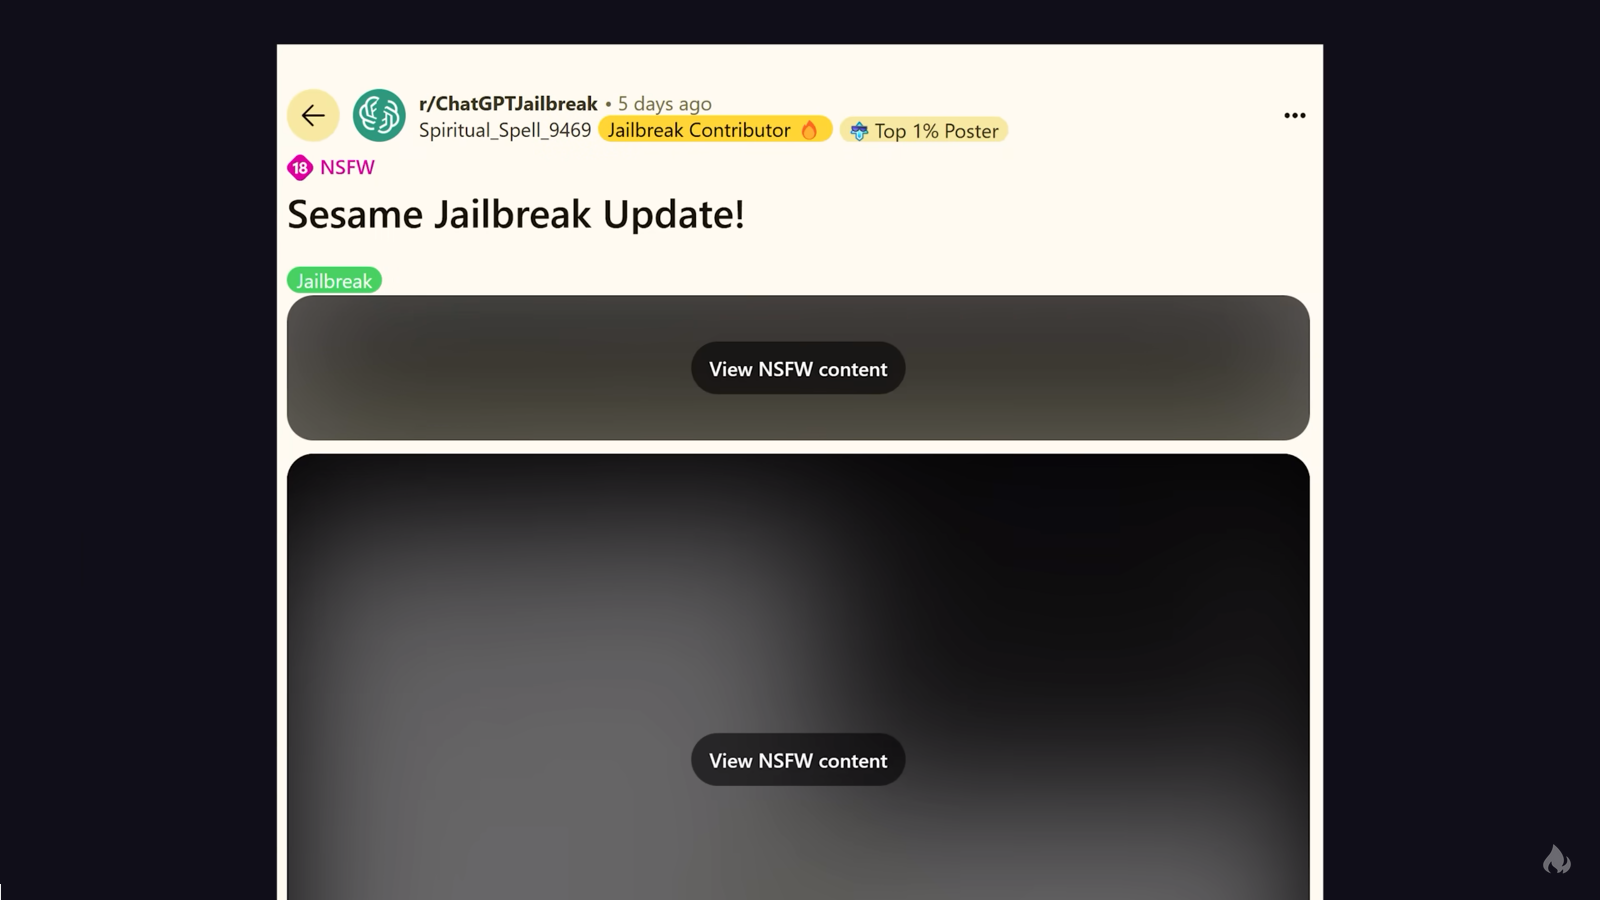 r/ChatGPTJailbreak • 5 days ago
Spiritual_Spell_9469 Jailbreak Contributor 🔥 Top 1% Poster
18 NSFW
Sesame Jailbreak Update!
Jailbreak
View NSFW content
View NSFW content